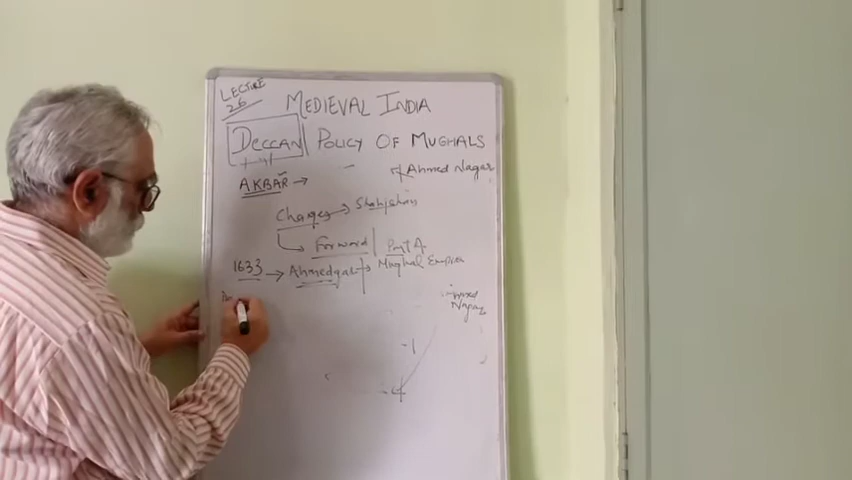 LECTURE
26
MEDIEVAL INDIA
DECCAN POLICY OF MUGHALS
AKBAR → Ahmed Nagar
Changes → Shahjahan
Forward Part A
1633 → → Mughal Empire
Nagar